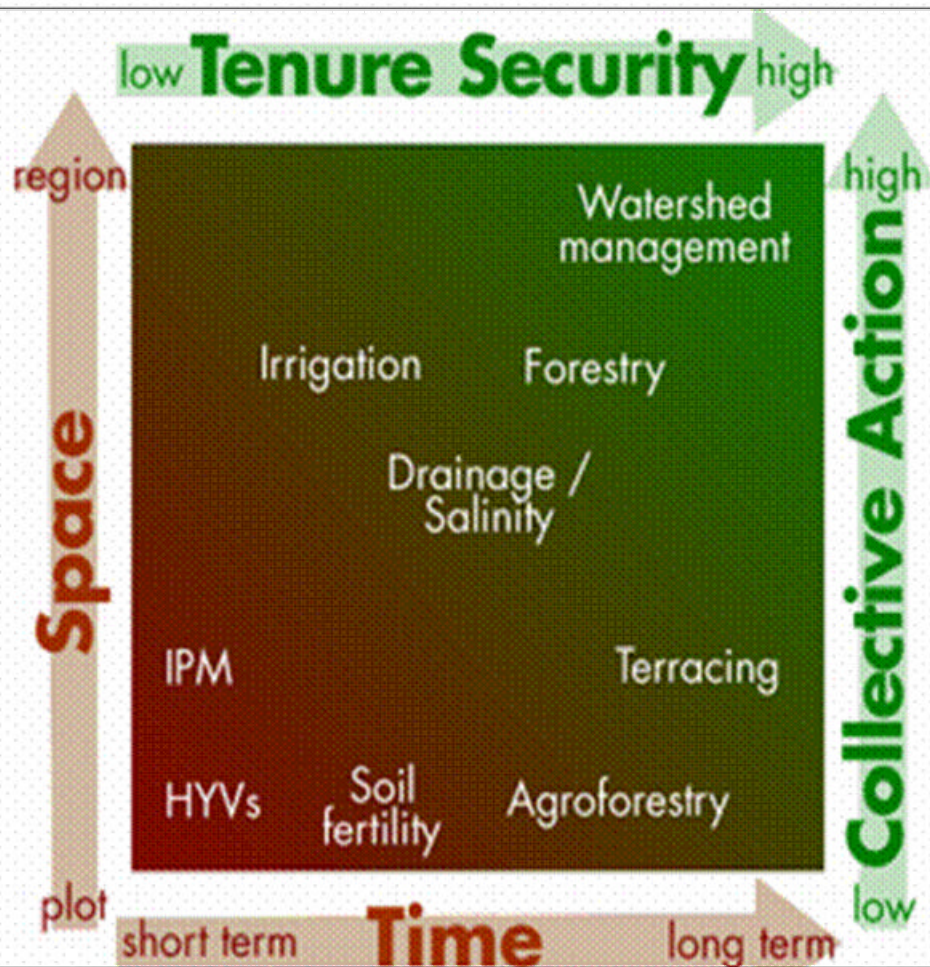 low Tenure Security high
region
high
Watershed
management
Irrigation
Forestry
Drainage /
Salinity
Space
Collective Action
IPM
Terracing
HYVs
Soil
fertility
Agroforestry
plot
low
short term Time long term